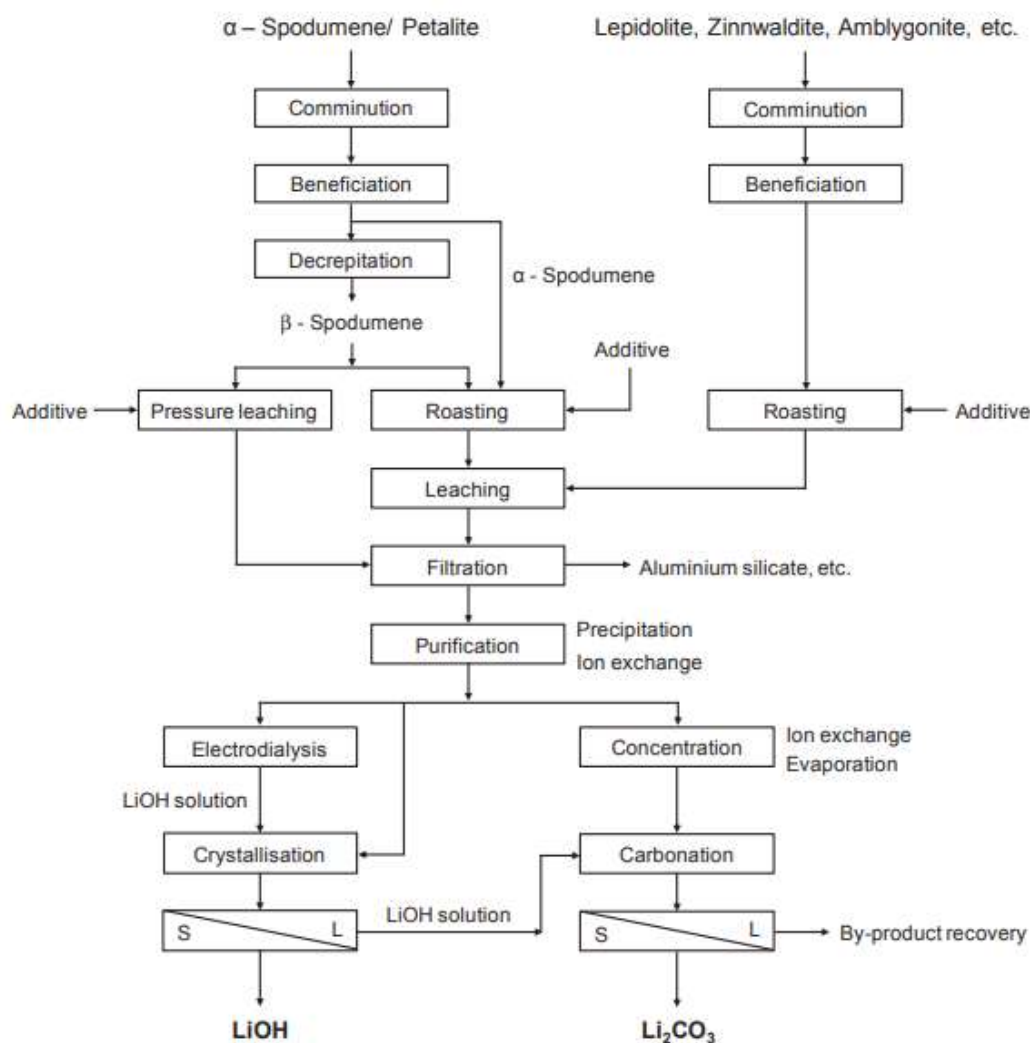 α – Spodumene/ Petalite
Lepidolite, Zinnwaldite, Amblygonite, etc.
Comminution
Comminution
Beneficiation
Beneficiation
Decrepitation
α - Spodumene
β - Spodumene
Additive
Additive
Pressure leaching
Roasting
Roasting
Additive
Leaching
Filtration
Aluminium silicate, etc.
Purification
Precipitation
Ion exchange
Electrodialysis
Concentration
Ion exchange
Evaporation
LiOH solution
Crystallisation
Carbonation
LiOH solution
S
L
S
L
By-product recovery
LiOH
Li₂CO₃